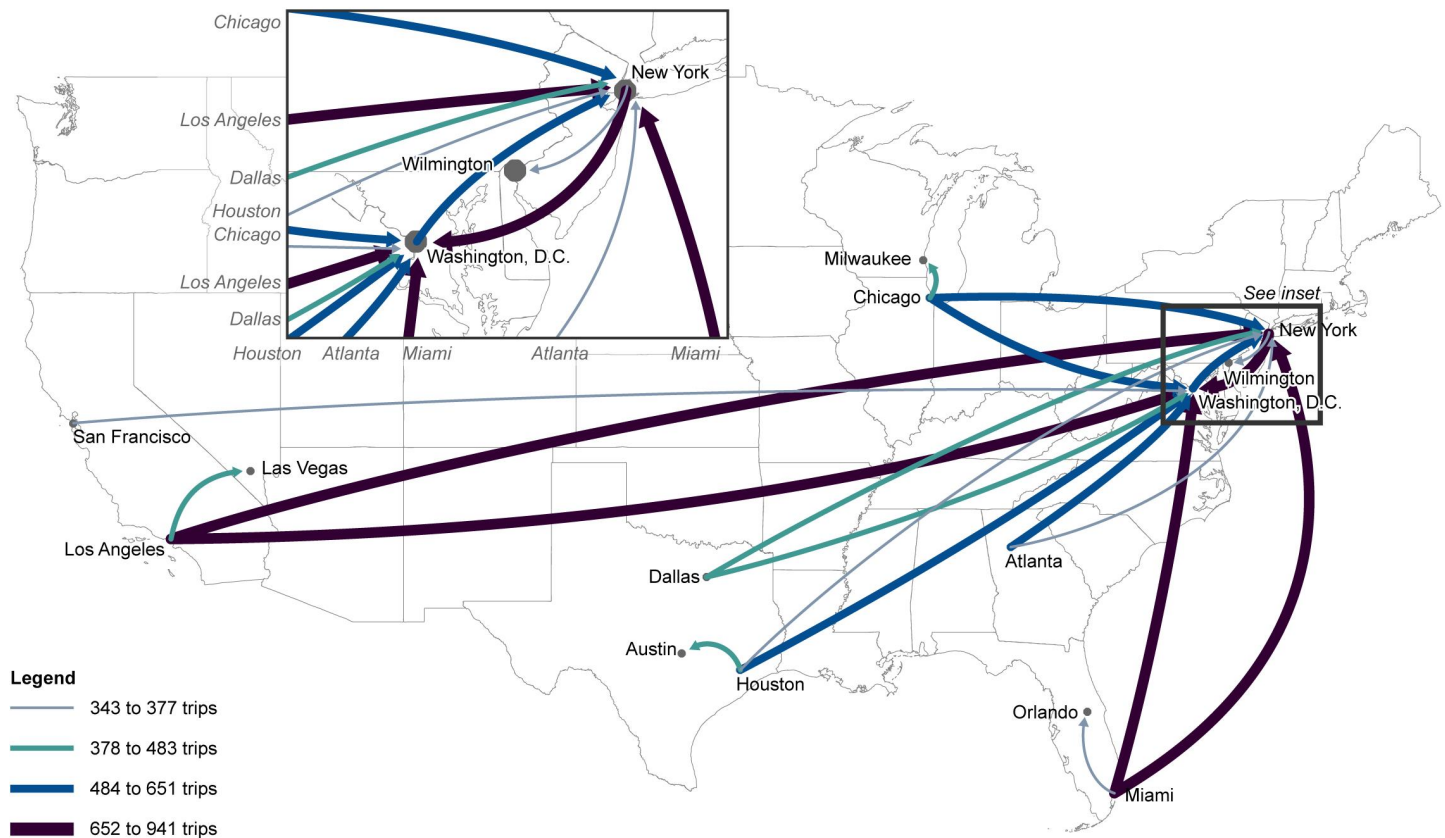 Chicago
Los Angeles
Dallas
Houston
Chicago
Los Angeles
Dallas
Houston
Atlanta
Miami
Atlanta
Miami
New York
Wilmington
Washington, D.C.
Milwaukee
Chicago
See inset
New York
Wilmington
Washington, D.C.
San Francisco
Las Vegas
Los Angeles
Dallas
Atlanta
Austin
Houston
Orlando
Miami
Legend
343 to 377 trips
378 to 483 trips
484 to 651 trips
652 to 941 trips